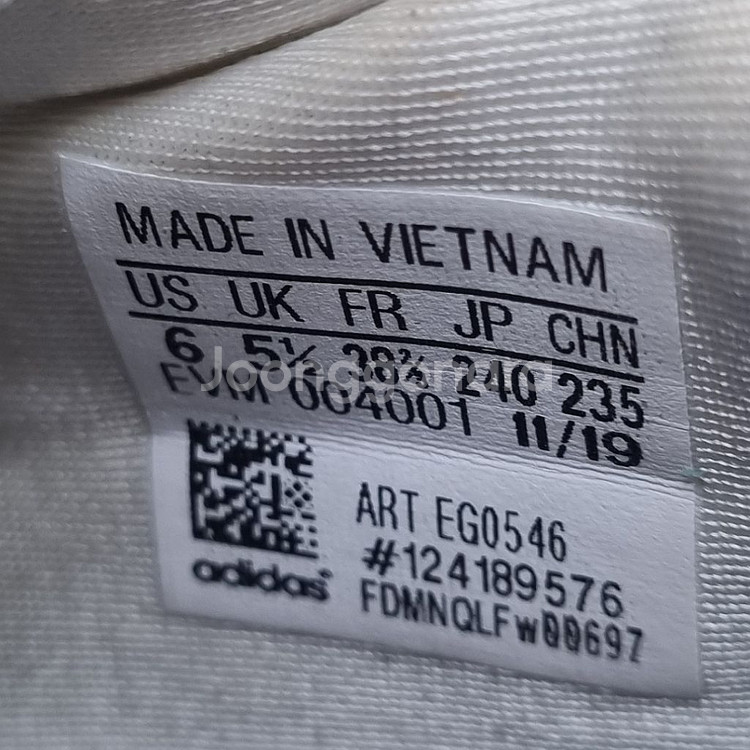 MADE IN VIETNAM
US UK FR JP CHN
6 5½ 38⅔ 240 235
EVM 004001 11/19
ART EG0546
#124189576
FDMNQLFw00697
adidas
Joonggonara